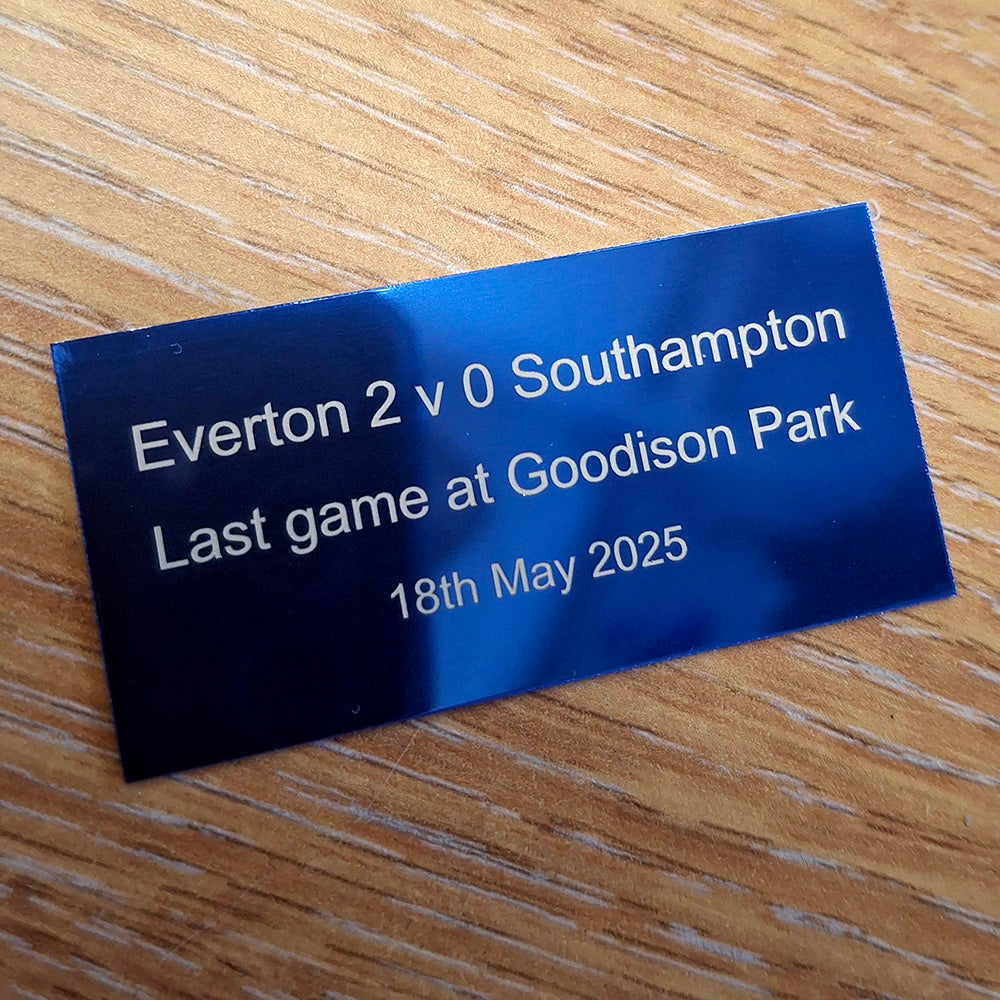 Everton 2 v 0 Southampton
Last game at Goodison Park
18th May 2025